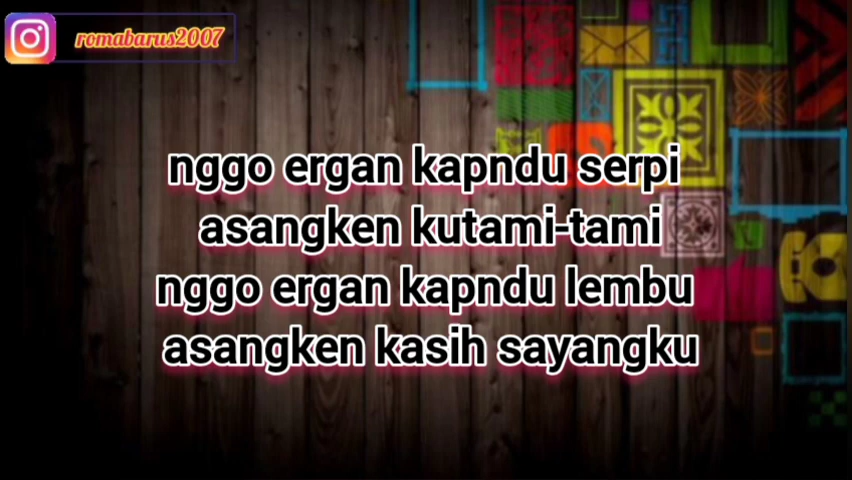 romabarus2007
nggo ergan kapndu serpi
asangken kutami-tami
nggo ergan kapndu lembu
asangken kasih sayangku